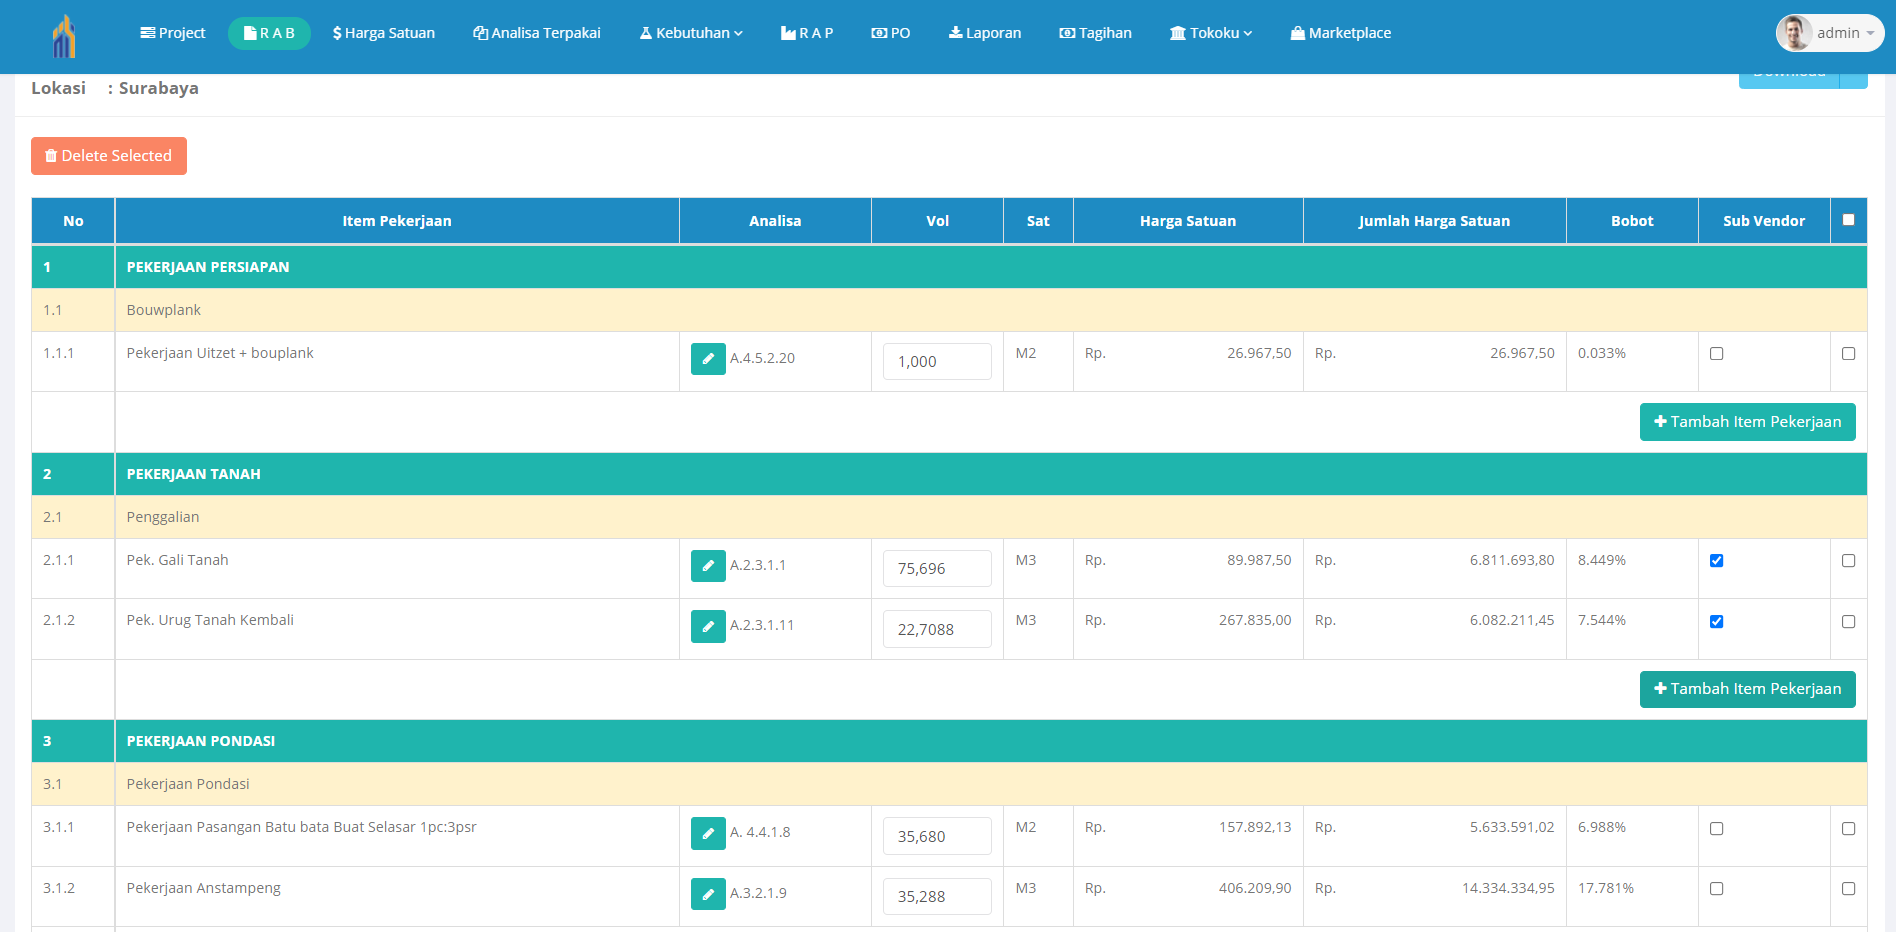 Project R A B Harga Satuan Analisa Terpakai Kebutuhan R A P PO Laporan Tagihan Tokoku Marketplace admin
Lokasi : Surabaya
Download
Delete Selected
No Item Pekerjaan Analisa Vol Sat Harga Satuan Jumlah Harga Satuan Bobot Sub Vendor
1 PEKERJAAN PERSIAPAN
1.1 Bouwplank
1.1.1 Pekerjaan Uitzet + bouplank A.4.5.2.20 1,000 M2 Rp. 26.967,50 Rp. 26.967,50 0.033%
Tambah Item Pekerjaan
2 PEKERJAAN TANAH
2.1 Penggalian
2.1.1 Pek. Gali Tanah A.2.3.1.1 75,696 M3 Rp. 89.987,50 Rp. 6.811.693,80 8.449%
2.1.2 Pek. Urug Tanah Kembali A.2.3.1.11 22,7088 M3 Rp. 267.835,00 Rp. 6.082.211,45 7.544%
Tambah Item Pekerjaan
3 PEKERJAAN PONDASI
3.1 Pekerjaan Pondasi
3.1.1 Pekerjaan Pasangan Batu bata Buat Selasar 1pc:3psr A. 4.4.1.8 35,680 M2 Rp. 157.892,13 Rp. 5.633.591,02 6.988%
3.1.2 Pekerjaan Anstampeng A.3.2.1.9 35,288 M3 Rp. 406.209,90 Rp. 14.334.334,95 17.781%